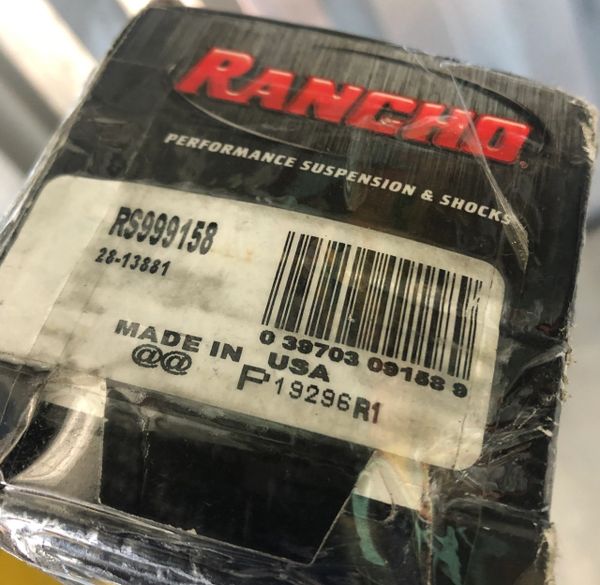 RANCHO
PERFORMANCE SUSPENSION & SHOCKS
RS999158
28-13881
0 39703 09158 9
MADE IN USA
@@ P19296R1